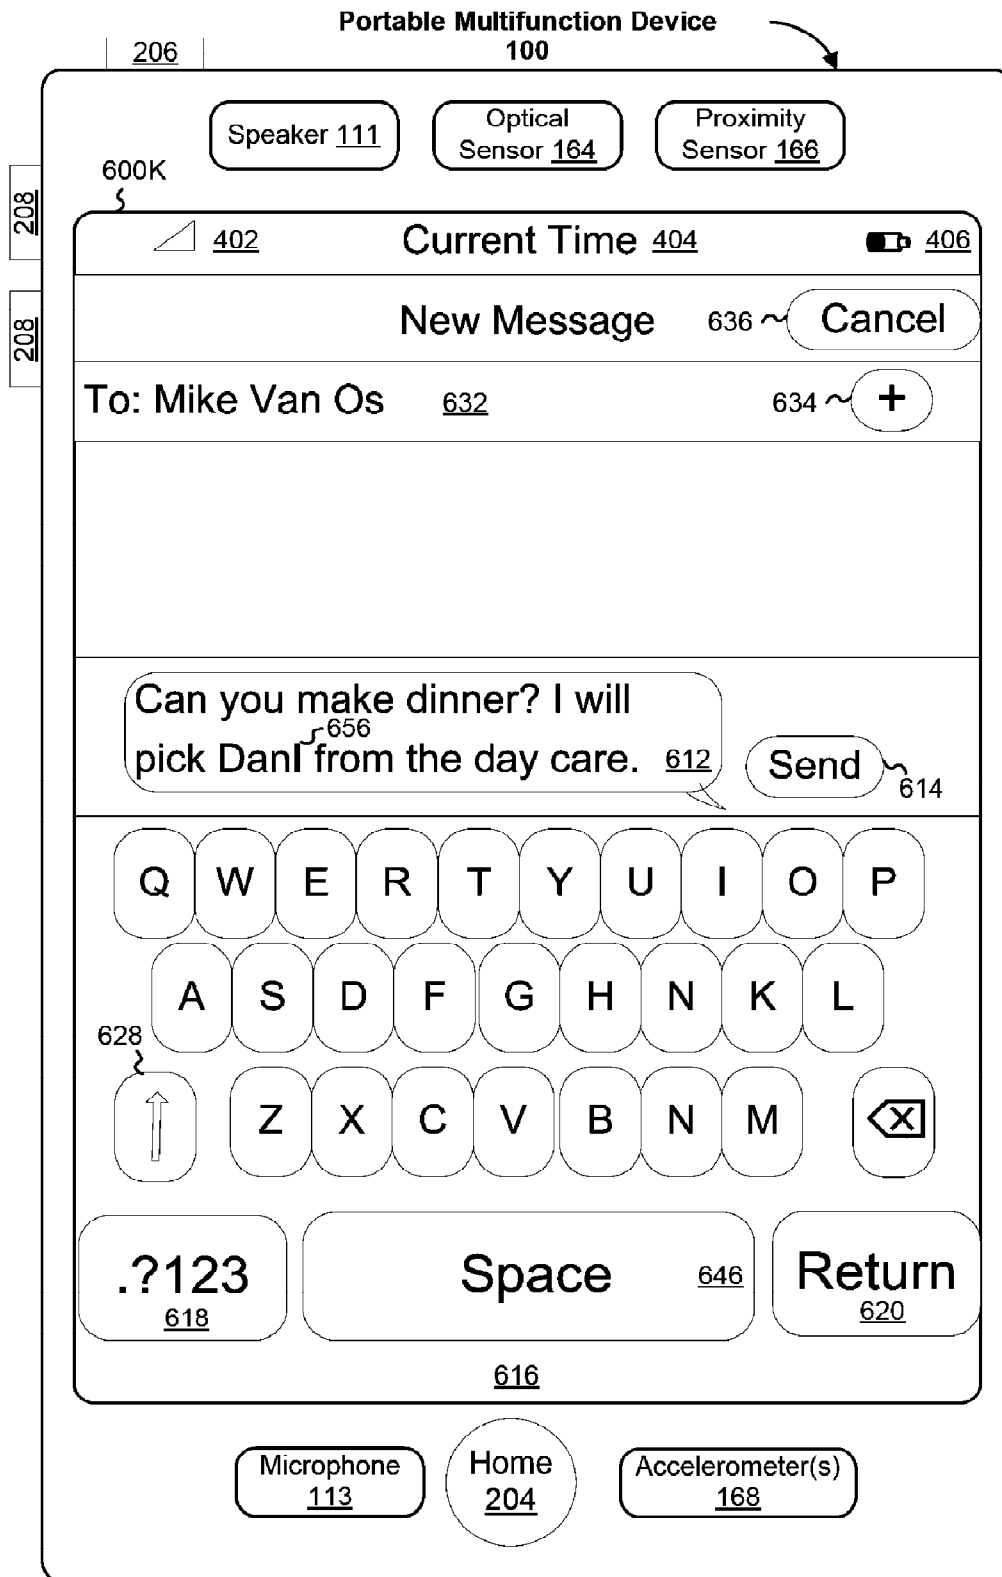 Portable Multifunction Device
100
206
Speaker 111
Optical
Sensor 164
Proximity
Sensor 166
208
600K
402
Current Time 404
406
208
New Message
636
Cancel
To: Mike Van Os
632
634
+
Can you make dinner? I will
656
pick Dan from the day care.
612
Send
614
Q W E R T Y U I O P
A S D F G H N K L
628
Z X C V B N M
.?123
618
Space
646
Return
620
616
Microphone
113
Home
204
Accelerometer(s)
168